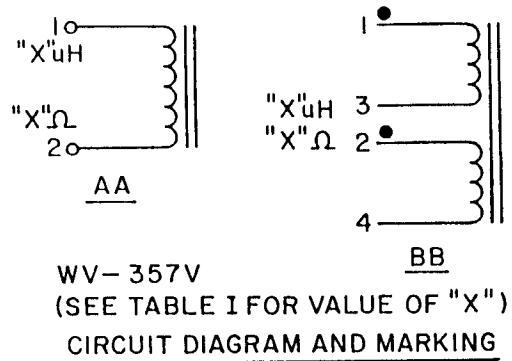 1
"X"uH
"X"Ω
2
AA
1
"X"uH 3
"X"Ω 2
4
BB
WV-357V
(SEE TABLE I FOR VALUE OF "X")
CIRCUIT DIAGRAM AND MARKING